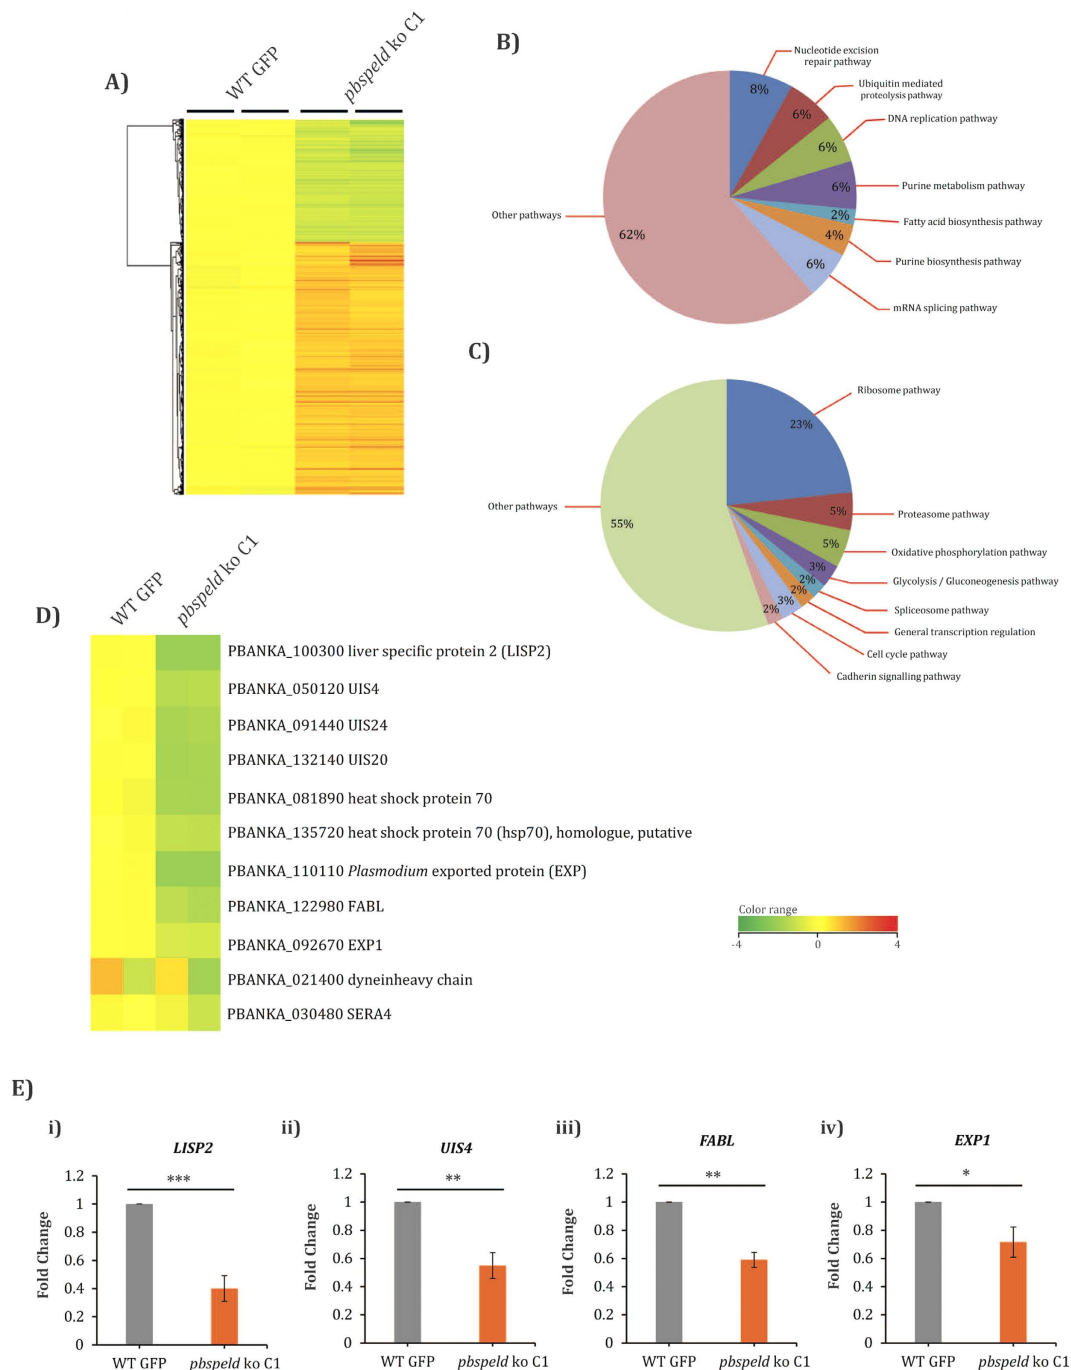 A)
WT GFP
pbspeld ko C1
B)
Nucleotide excision
repair pathway
Ubiquitin mediated
proteolysis pathway
DNA replication pathway
Purine metabolism pathway
Fatty acid biosynthesis pathway
Purine biosynthesis pathway
mRNA splicing pathway
Other pathways
8%
6%
6%
6%
2%
4%
6%
62%
C)
Ribosome pathway
Proteasome pathway
Oxidative phosphorylation pathway
Glycolysis / Gluconeogenesis pathway
Spliceosome pathway
General transcription regulation
Cell cycle pathway
Cadherin signalling pathway
Other pathways
23%
5%
5%
3%
2%
2%
3%
2%
55%
D)
WT GFP
pbspeld ko C1
PBANKA_100300 liver specific protein 2 (LISP2)
PBANKA_050120 UIS4
PBANKA_091440 UIS24
PBANKA_132140 UIS20
PBANKA_081890 heat shock protein 70
PBANKA_135720 heat shock protein 70 (hsp70), homologue, putative
PBANKA_110110 Plasmodium exported protein (EXP)
PBANKA_122980 FABL
PBANKA_092670 EXP1
PBANKA_021400 dyneinheavy chain
PBANKA_030480 SERA4
Color range
-4 0 4
E)
i)
LISP2
***
Fold Change
1.2
1
0.8
0.6
0.4
0.2
0
WT GFP pbspeld ko C1
ii)
UIS4
**
Fold Change
1.2
1
0.8
0.6
0.4
0.2
0
WT GFP pbspeld ko C1
iii)
FABL
**
Fold Change
1.2
1
0.8
0.6
0.4
0.2
0
WT GFP pbspeld ko C1
iv)
EXP1
*
Fold Change
1.2
1
0.8
0.6
0.4
0.2
0
WT GFP pbspeld ko C1